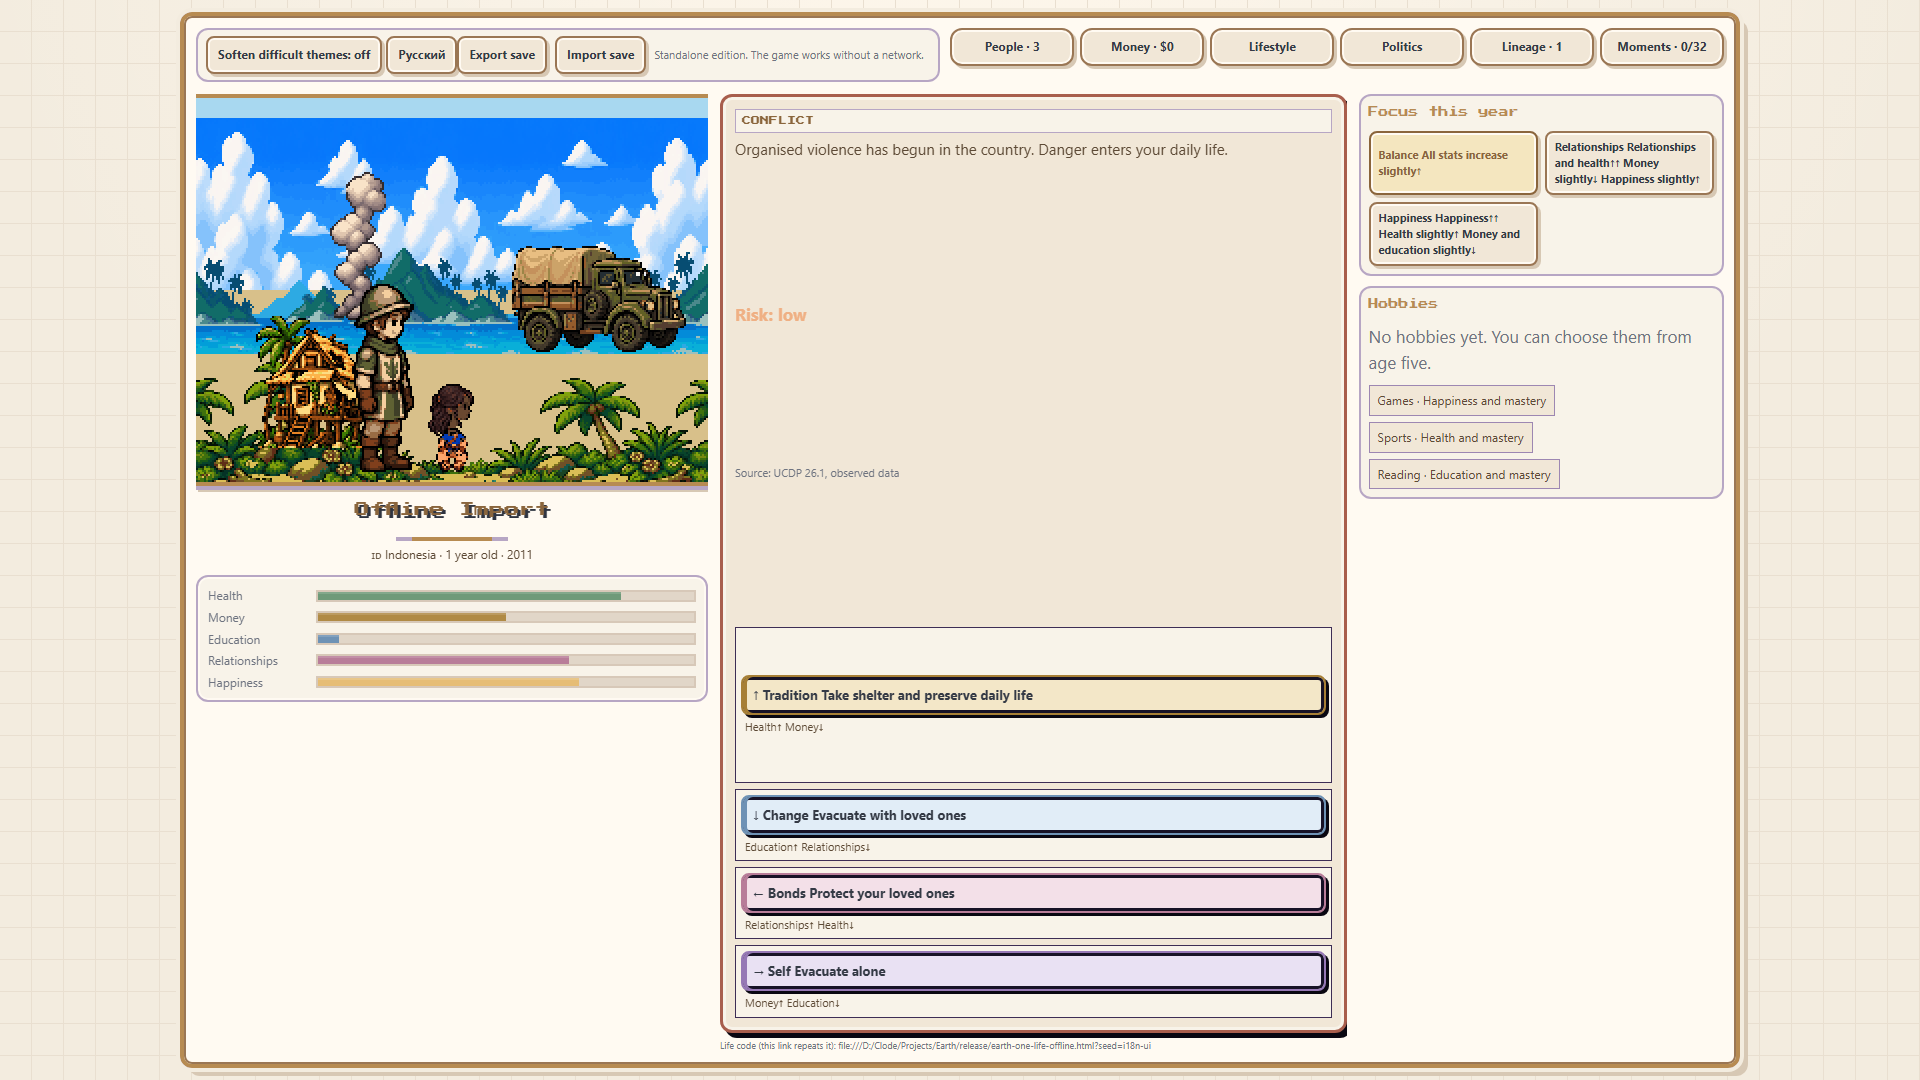 Soften difficult themes: off
Русский
Export save
Import save
Standalone edition. The game works without a network.
People · 3
Money · $0
Lifestyle
Politics
Lineage · 1
Moments · 0/32
Offline Import
ID Indonesia · 1 year old · 2011
Health
Money
Education
Relationships
Happiness
CONFLICT
Organised violence has begun in the country. Danger enters your daily life.
Risk: low
Source: UCDP 26.1, observed data
↑ Tradition Take shelter and preserve daily life
Health↑ Money↓
↓ Change Evacuate with loved ones
Education↑ Relationships↓
← Bonds Protect your loved ones
Relationships↑ Health↓
→ Self Evacuate alone
Money↑ Education↓
Life code (this link repeats it): file:///D:/Clode/Projects/Earth/release/earth-one-life-offline.html?seed=i18n-ui
Focus this year
Balance All stats increase
slightly↑
Relationships Relationships
and health↑↑ Money
slightly↓ Happiness slightly↑
Happiness Happiness↑↑
Health slightly↑ Money and
education slightly↓
Hobbies
No hobbies yet. You can choose them from
age five.
Games · Happiness and mastery
Sports · Health and mastery
Reading · Education and mastery